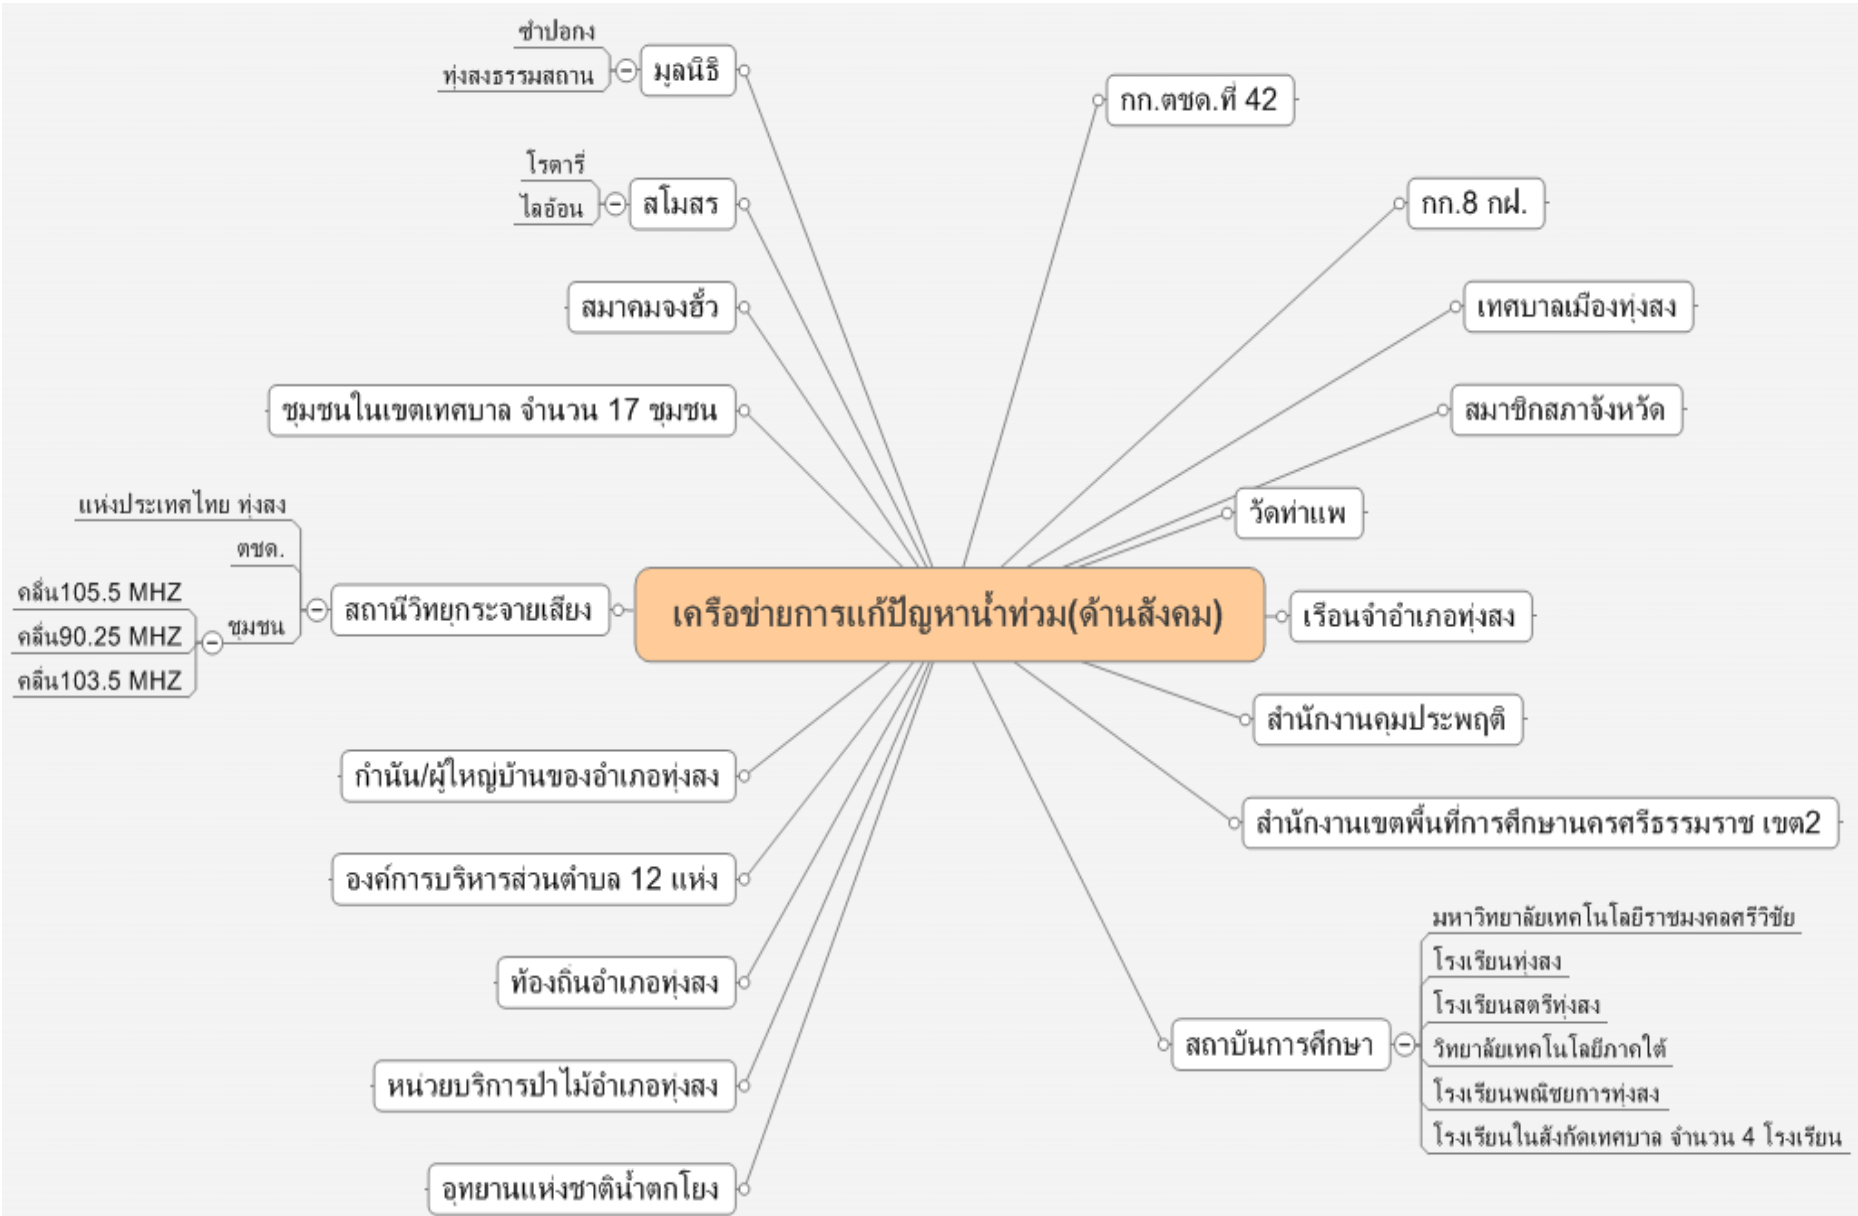 ซำปอกง
ทุ่งสงธรรมสถาน
มูลนิธิ
โรตารี่
ไลอ้อน
สโมสร
สมาคมจงฮั้ว
ชุมชนในเขตเทศบาล จำนวน 17 ชุมชน
แห่งประเทศไทย ทุ่งสง
ตชด.
คลื่น105.5 MHZ
คลื่น90.25 MHZ
คลื่น103.5 MHZ
ชุมชน
สถานีวิทยุกระจายเสียง
กำนัน/ผู้ใหญ่บ้านของอำเภอทุ่งสง
องค์การบริหารส่วนตำบล 12 แห่ง
ท้องถิ่นอำเภอทุ่งสง
หน่วยบริการป่าไม้อำเภอทุ่งสง
อุทยานแห่งชาติน้ำตกโยง
เครือข่ายการแก้ปัญหาน้ำท่วม(ด้านสังคม)
กก.ตชด.ที่ 42
กก.8 กฝ.
เทศบาลเมืองทุ่งสง
สมาชิกสภาจังหวัด
วัดท่าแพ
เรือนจำอำเภอทุ่งสง
สำนักงานคุมประพฤติ
สำนักงานเขตพื้นที่การศึกษานครศรีธรรมราช เขต2
สถาบันการศึกษา
มหาวิทยาลัยเทคโนโลยีราชมงคลศรีวิชัย
โรงเรียนทุ่งสง
โรงเรียนสตรีทุ่งสง
วิทยาลัยเทคโนโลยีภาคใต้
โรงเรียนพณิชยการทุ่งสง
โรงเรียนในสังกัดเทศบาล จำนวน 4 โรงเรียน